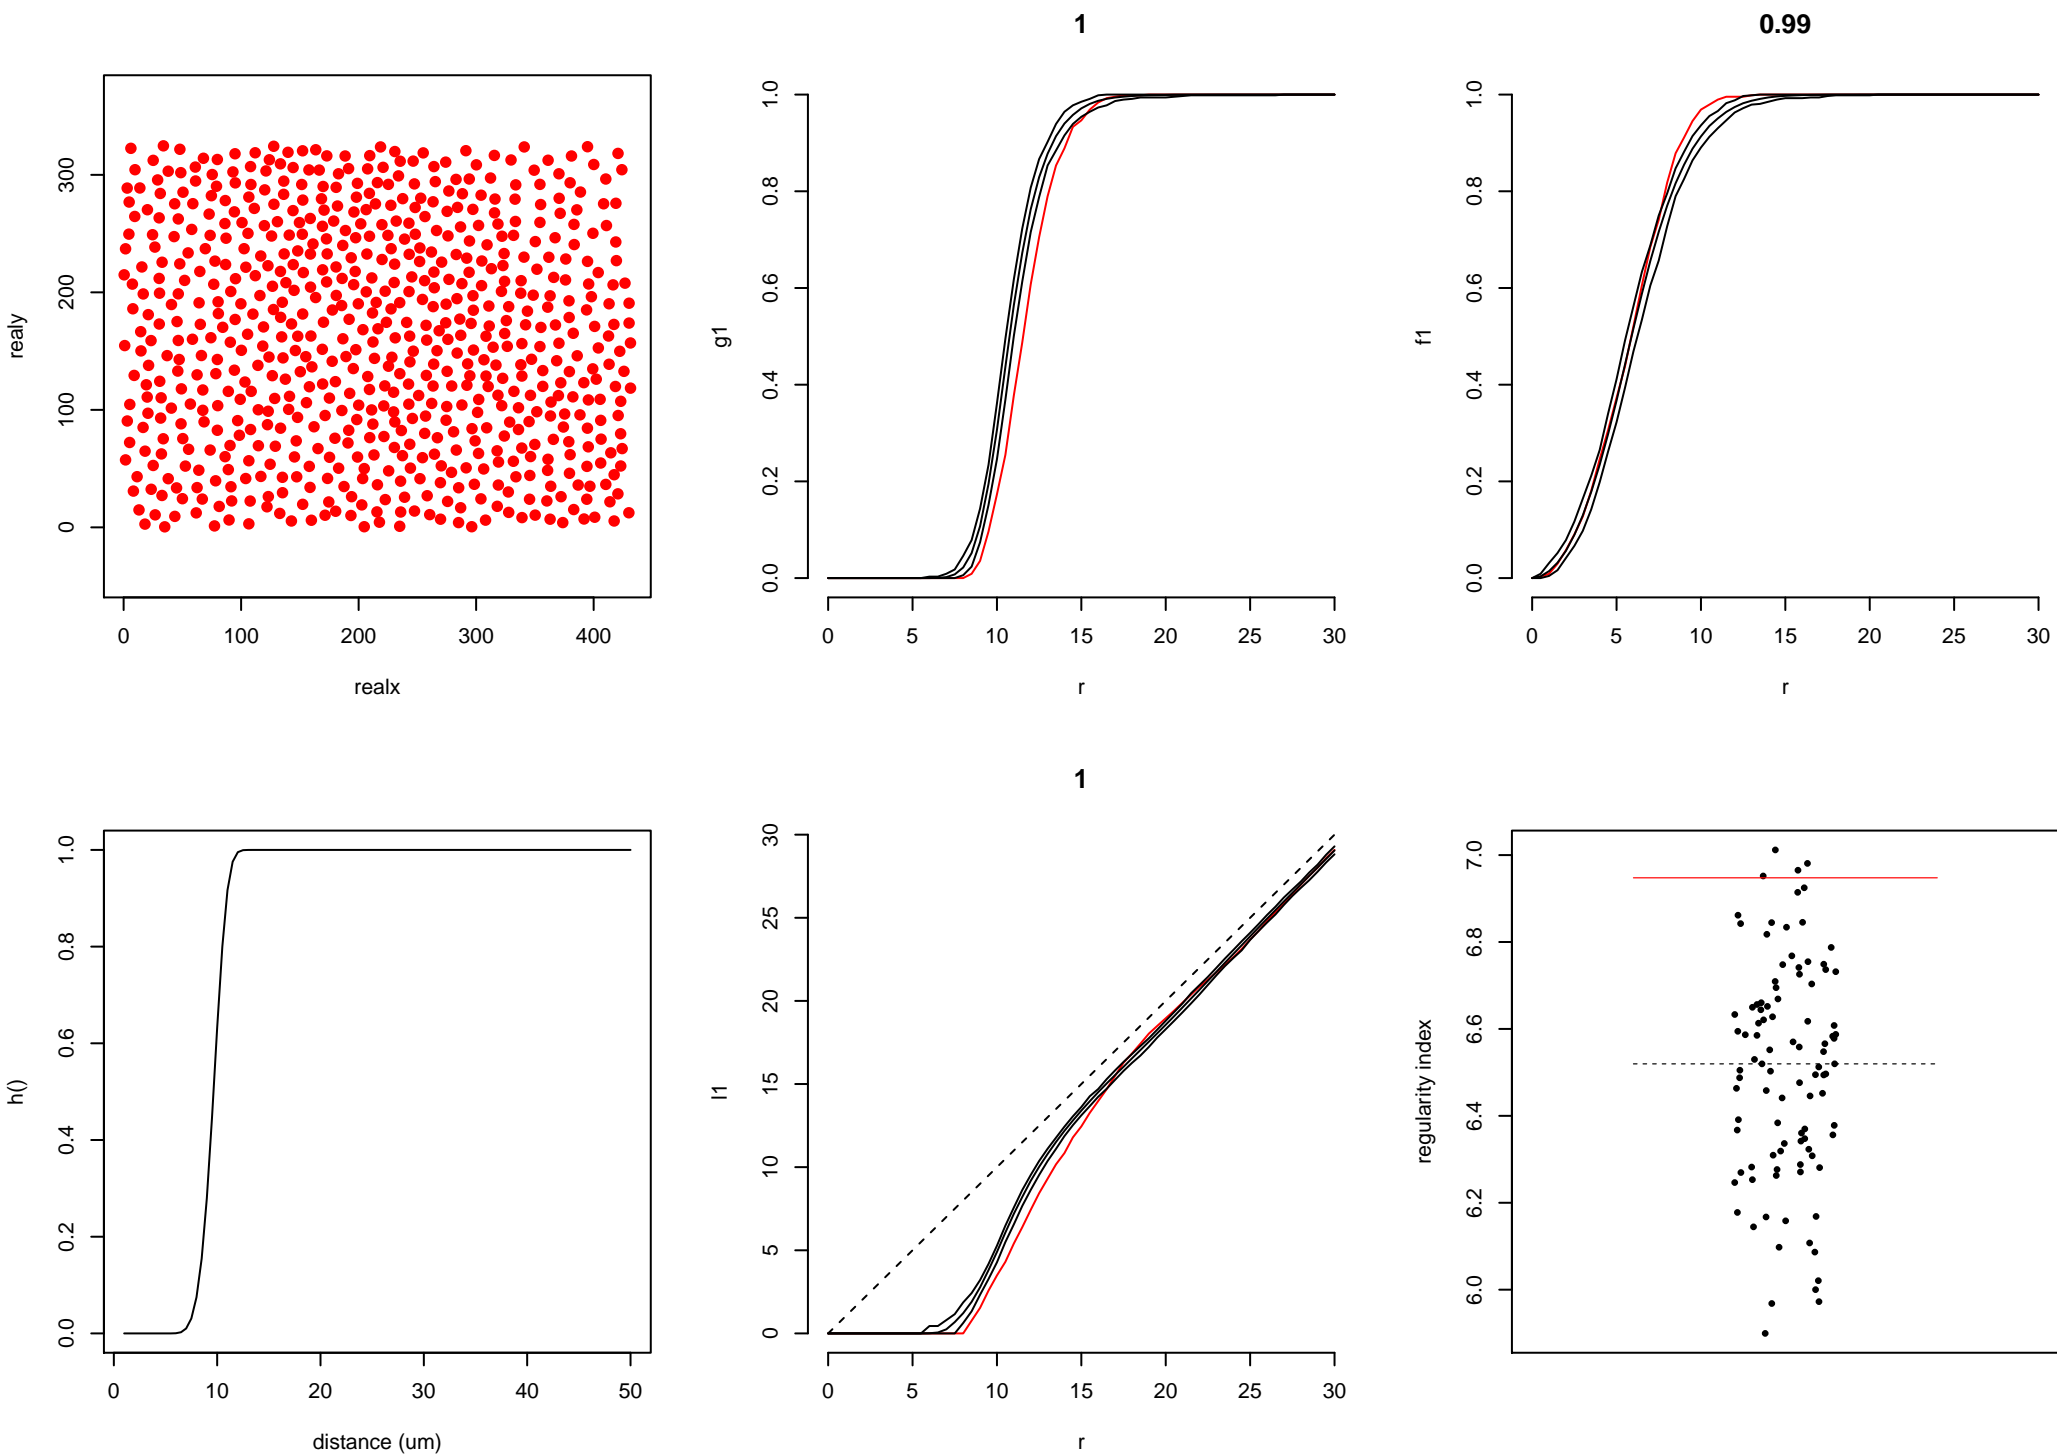 1
0.99
realy
0 100 200 300
0 100 200 300 400
realx
g1
0.0 0.2 0.4 0.6 0.8 1.0
0 5 10 15 20 25 30
r
f1
0.0 0.2 0.4 0.6 0.8 1.0
0 5 10 15 20 25 30
r
h()
0.0 0.2 0.4 0.6 0.8 1.0
0 10 20 30 40 50
distance (um)
1
l1
0 5 10 15 20 25 30
0 5 10 15 20 25 30
r
regularity index
6.0 6.2 6.4 6.6 6.8 7.0